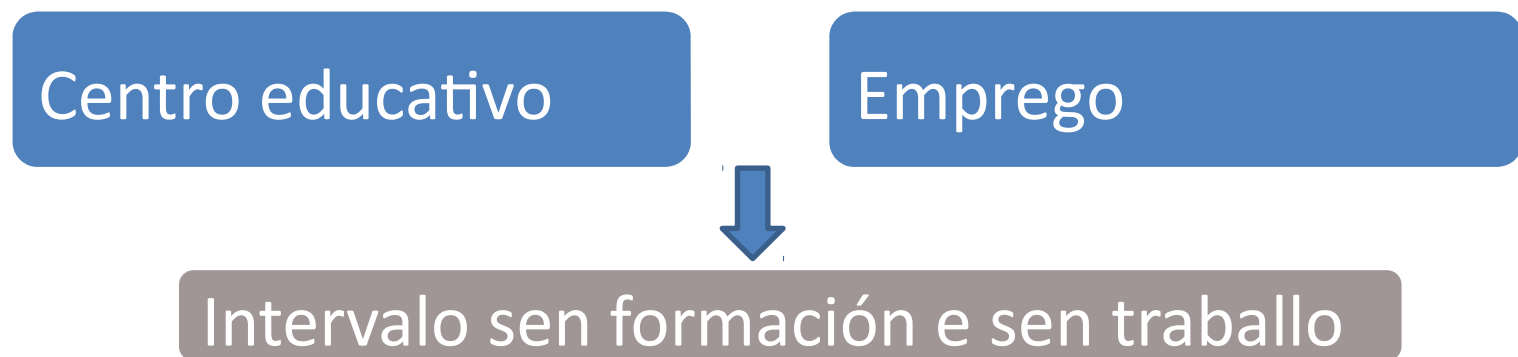 Centro educativo
Emprego
Intervalo sen formación e sen traballo